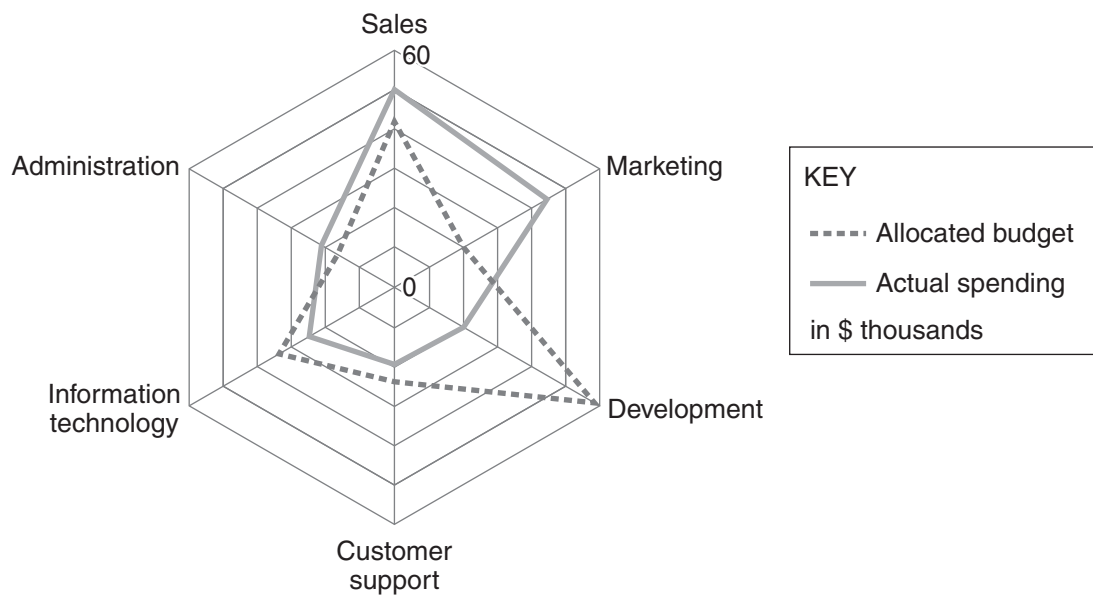 Sales
60
Administration
Marketing
KEY
Allocated budget
0
Actual spending
in $ thousands
Information
technology
Development
Customer
support